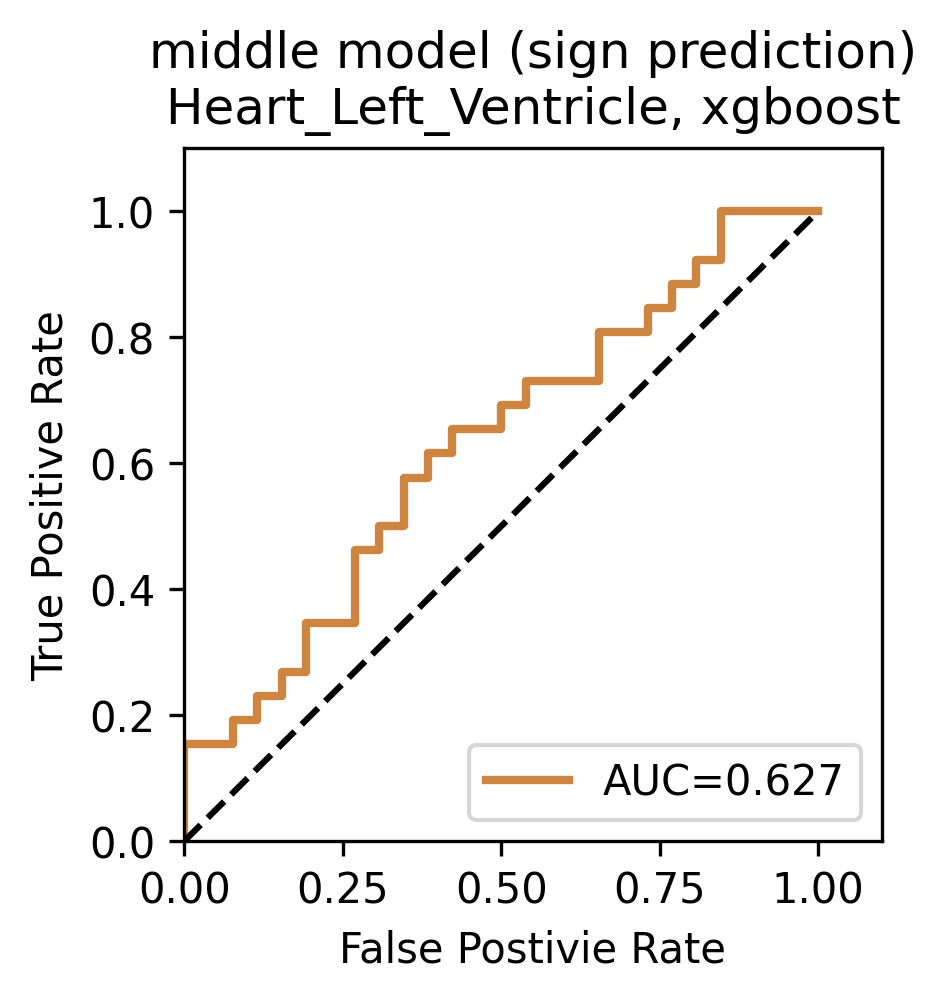 middle model (sign prediction)
Heart_Left_Ventricle, xgboost
1.0
0.8
0.6
0.4
0.2
0.0
True Positive Rate
AUC=0.627
0.00 0.25 0.50 0.75 1.00
False Postivie Rate